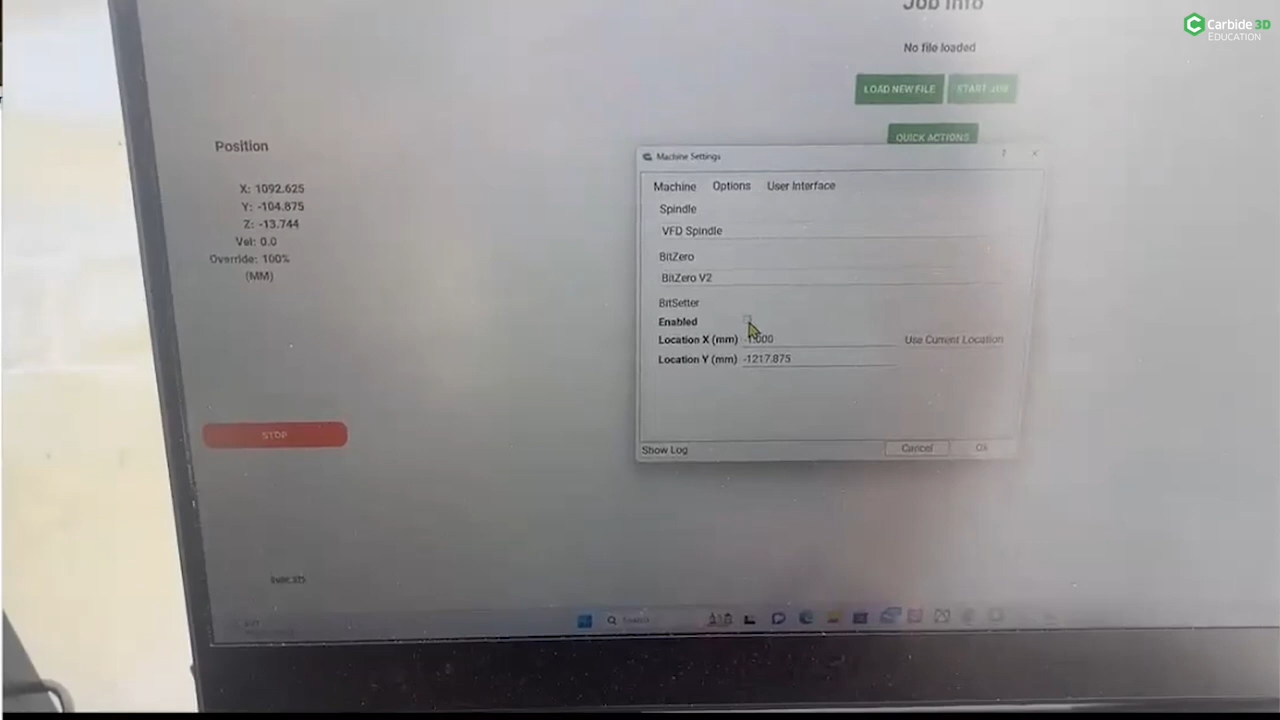 Carbide 3D
EDUCATION
Job Info
No file loaded
LOAD NEW FILE
START JOB
QUICK ACTIONS
Position
X: 1092.625
Y: -104.875
Z: -13.744
Vel: 0.0
Override: 100%
(MM)
STOP
Machine Settings
?
Machine Options User Interface
Spindle
VFD Spindle
BitZero
BitZero V2
BitSetter
Enabled
Location X (mm)
Use Current Location
Location Y (mm) -1217.875
Show Log
Cancel
Ok
Search